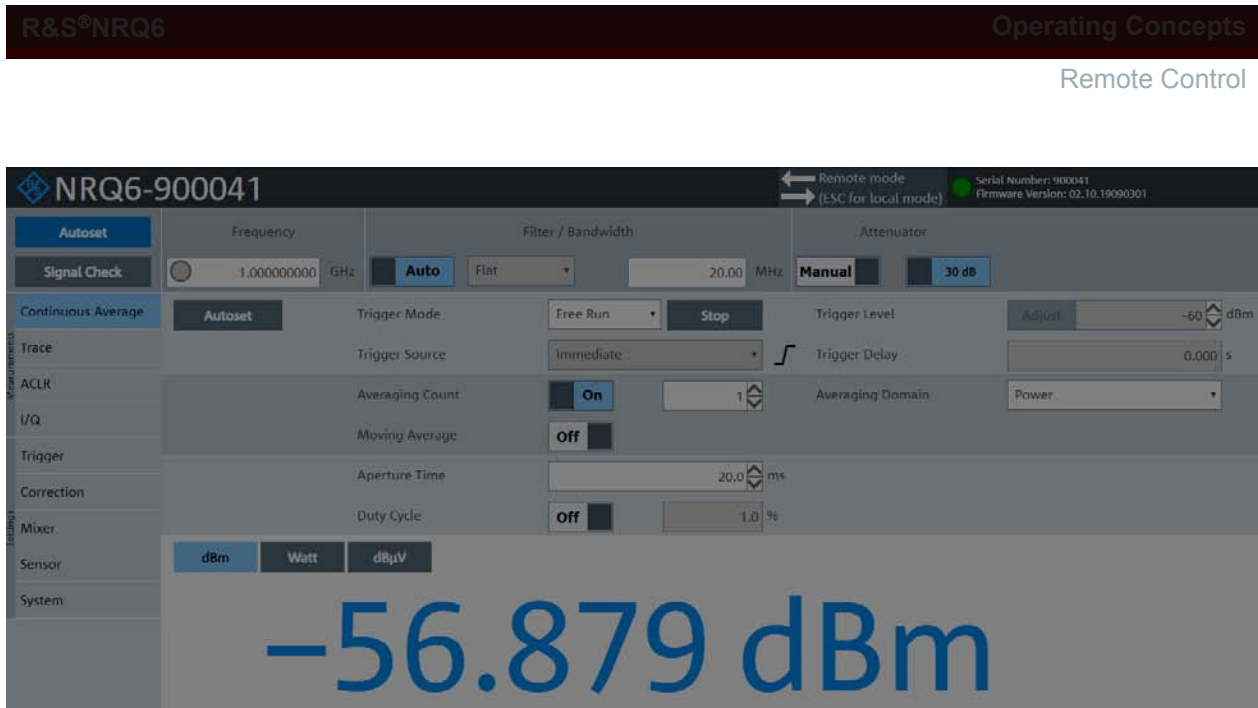 R&S®NRQ6 Operating Concepts
Remote Control
NRQ6-900041
Remote mode
(ESC for local mode)
Serial Number: 900041
Firmware Version: 02.10.19090301
Autoset Frequency Filter / Bandwidth Attenuator
Signal Check 1.000000000 GHz Auto Flat 20.00 MHz Manual 30 dB
Continuous Average Autoset Trigger Mode Free Run Stop Trigger Level Adjust -60 dBm
Measurements
Trace Trigger Source Immediate Trigger Delay 0.000 s
ACLR Averaging Count On 1 Averaging Domain Power
I/Q Moving Average Off
Settings
Trigger Aperture Time 20.0 ms
Correction
Mixer Duty Cycle Off 1.0 %
Sensor dBm Watt dBµV
System
−56.879 dBm